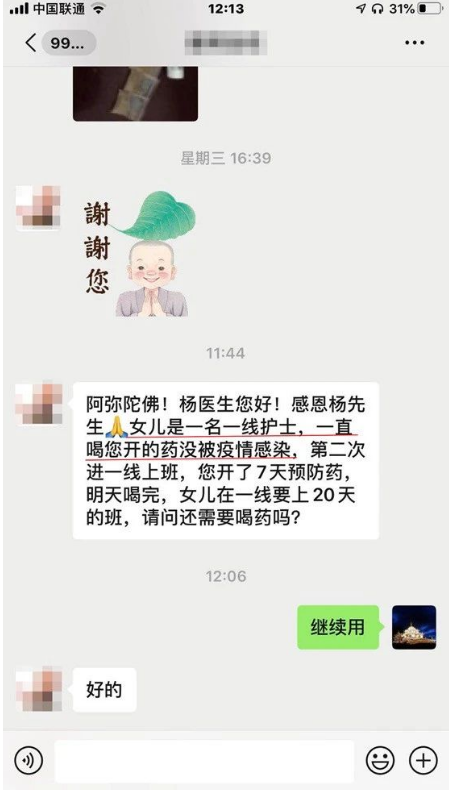 中国联通 12:13 31%
99...
星期三 16:39
謝
謝
您
11:44
阿弥陀佛！杨医生您好！感恩杨先
生🙏女儿是一名一线护士，一直
喝您开的药没被疫情感染，第二次
进一线上班，您开了7天预防药，
明天喝完，女儿在一线要上20天
的班，请问还需要喝药吗？
12:06
继续用
好的